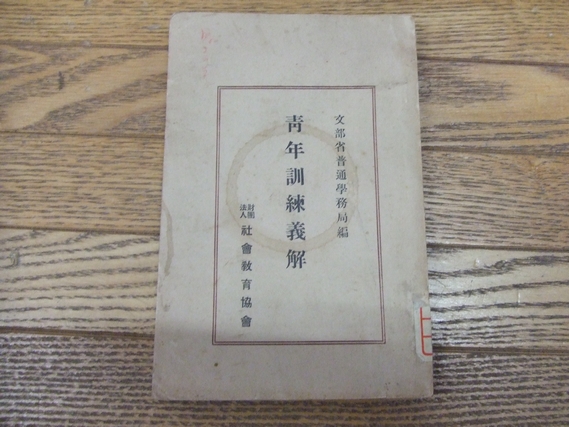 文部省普通學務局編
靑年訓練義解
財團法人 社會敎育協會